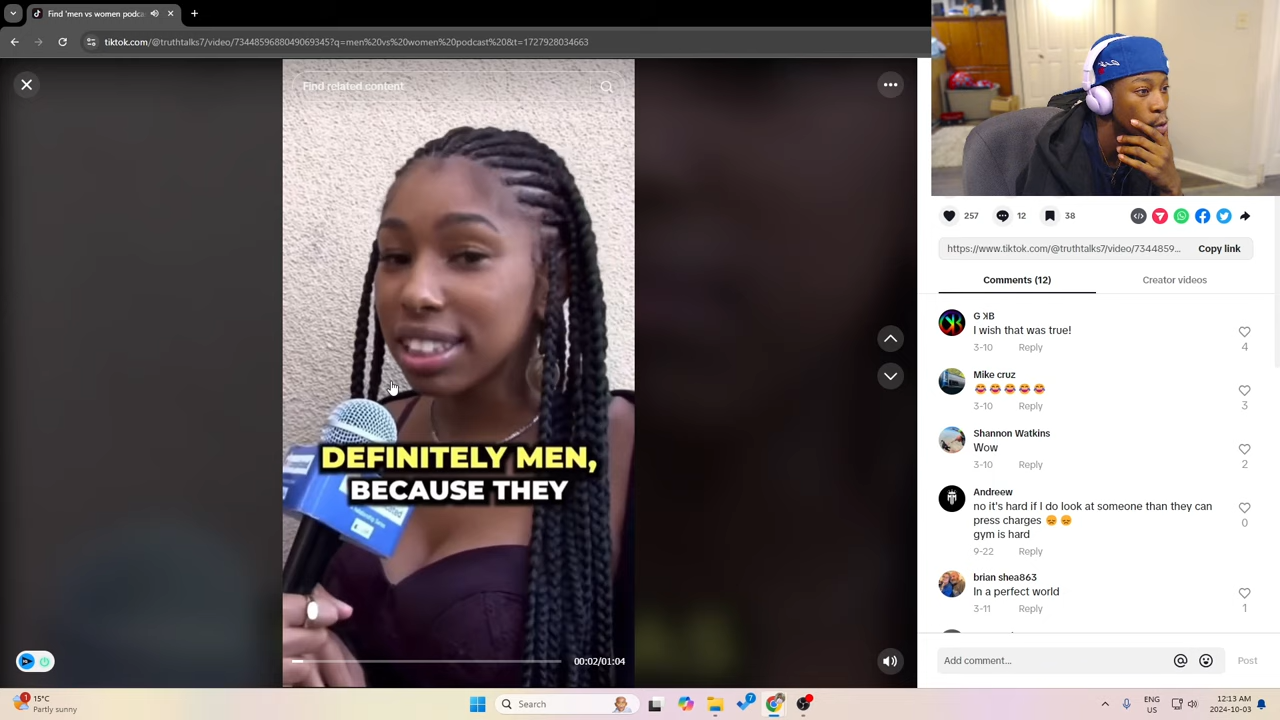 'men vs women podca
tiktok.com/@truthtalks7/video/
q=men%20vs%20women%20podcast%208&t=1727928034663
Find related content
DEFINITELY MEN,
BECAUSE THEY
00:02/01:04
257
12
38
https://www.tiktok.com/@truthtalks7/video/7344859...
Copy link
Comments (12)
Creator videos
I wish that was true!
3-10
Reply
4
Mike cruz
😂😂😂😂😂
3-10
Reply
3
Shannon Watkins
Wow
3-10
Reply
2
Andreew
no it's hard if I do look at someone than they can
press charges 😞 😞
gym is hard
9-22
Reply
0
brian shea863
In a perfect world
3-11
Reply
1
Add comment...
Post
1
15°C
Partly sunny
Search
7
ENG
US
12:13 AM
2024-10-03